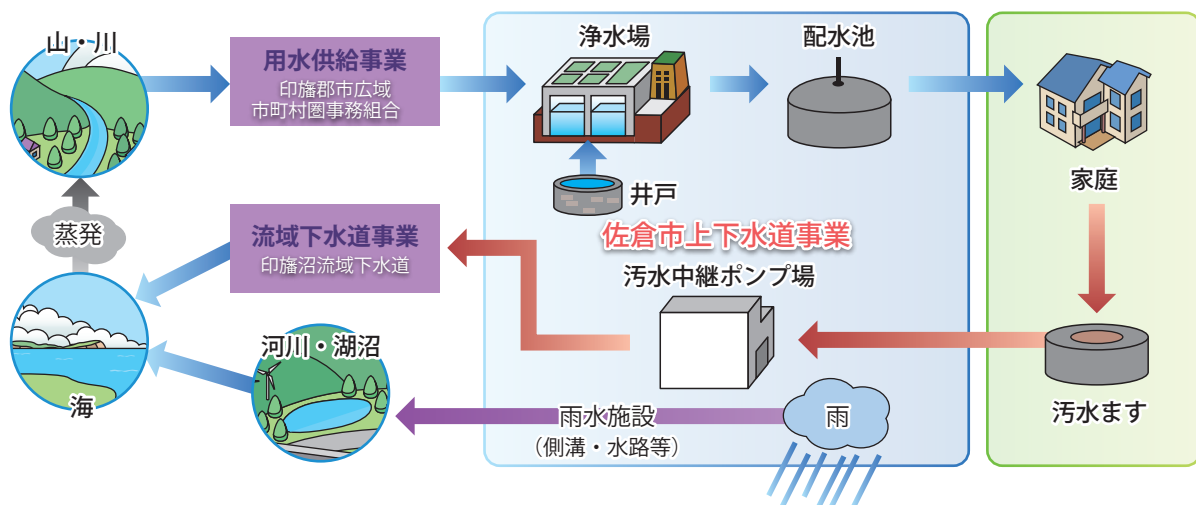 山・川
用水供給事業
印旛郡市広域
市町村圏事務組合
浄水場
配水池
井戸
家庭
佐倉市上下水道事業
蒸発
流域下水道事業
印旛沼流域下水道
汚水中継ポンプ場
海
河川・湖沼
雨水施設
（側溝・水路等）
雨
汚水ます